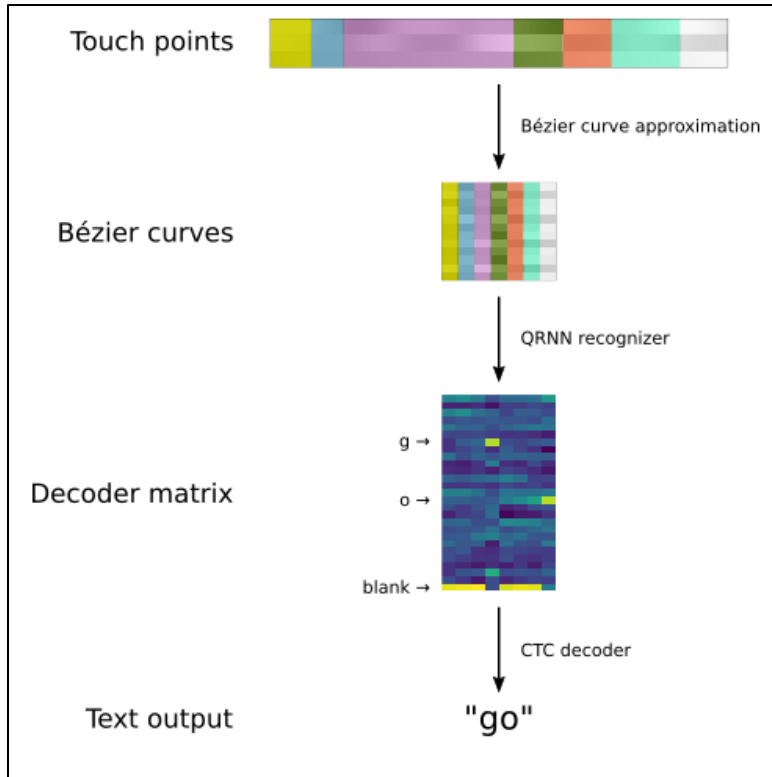 Touch points
Bézier curve approximation
Bézier curves
QRNN recognizer
g →
Decoder matrix
o →
blank →
CTC decoder
Text output
"go"